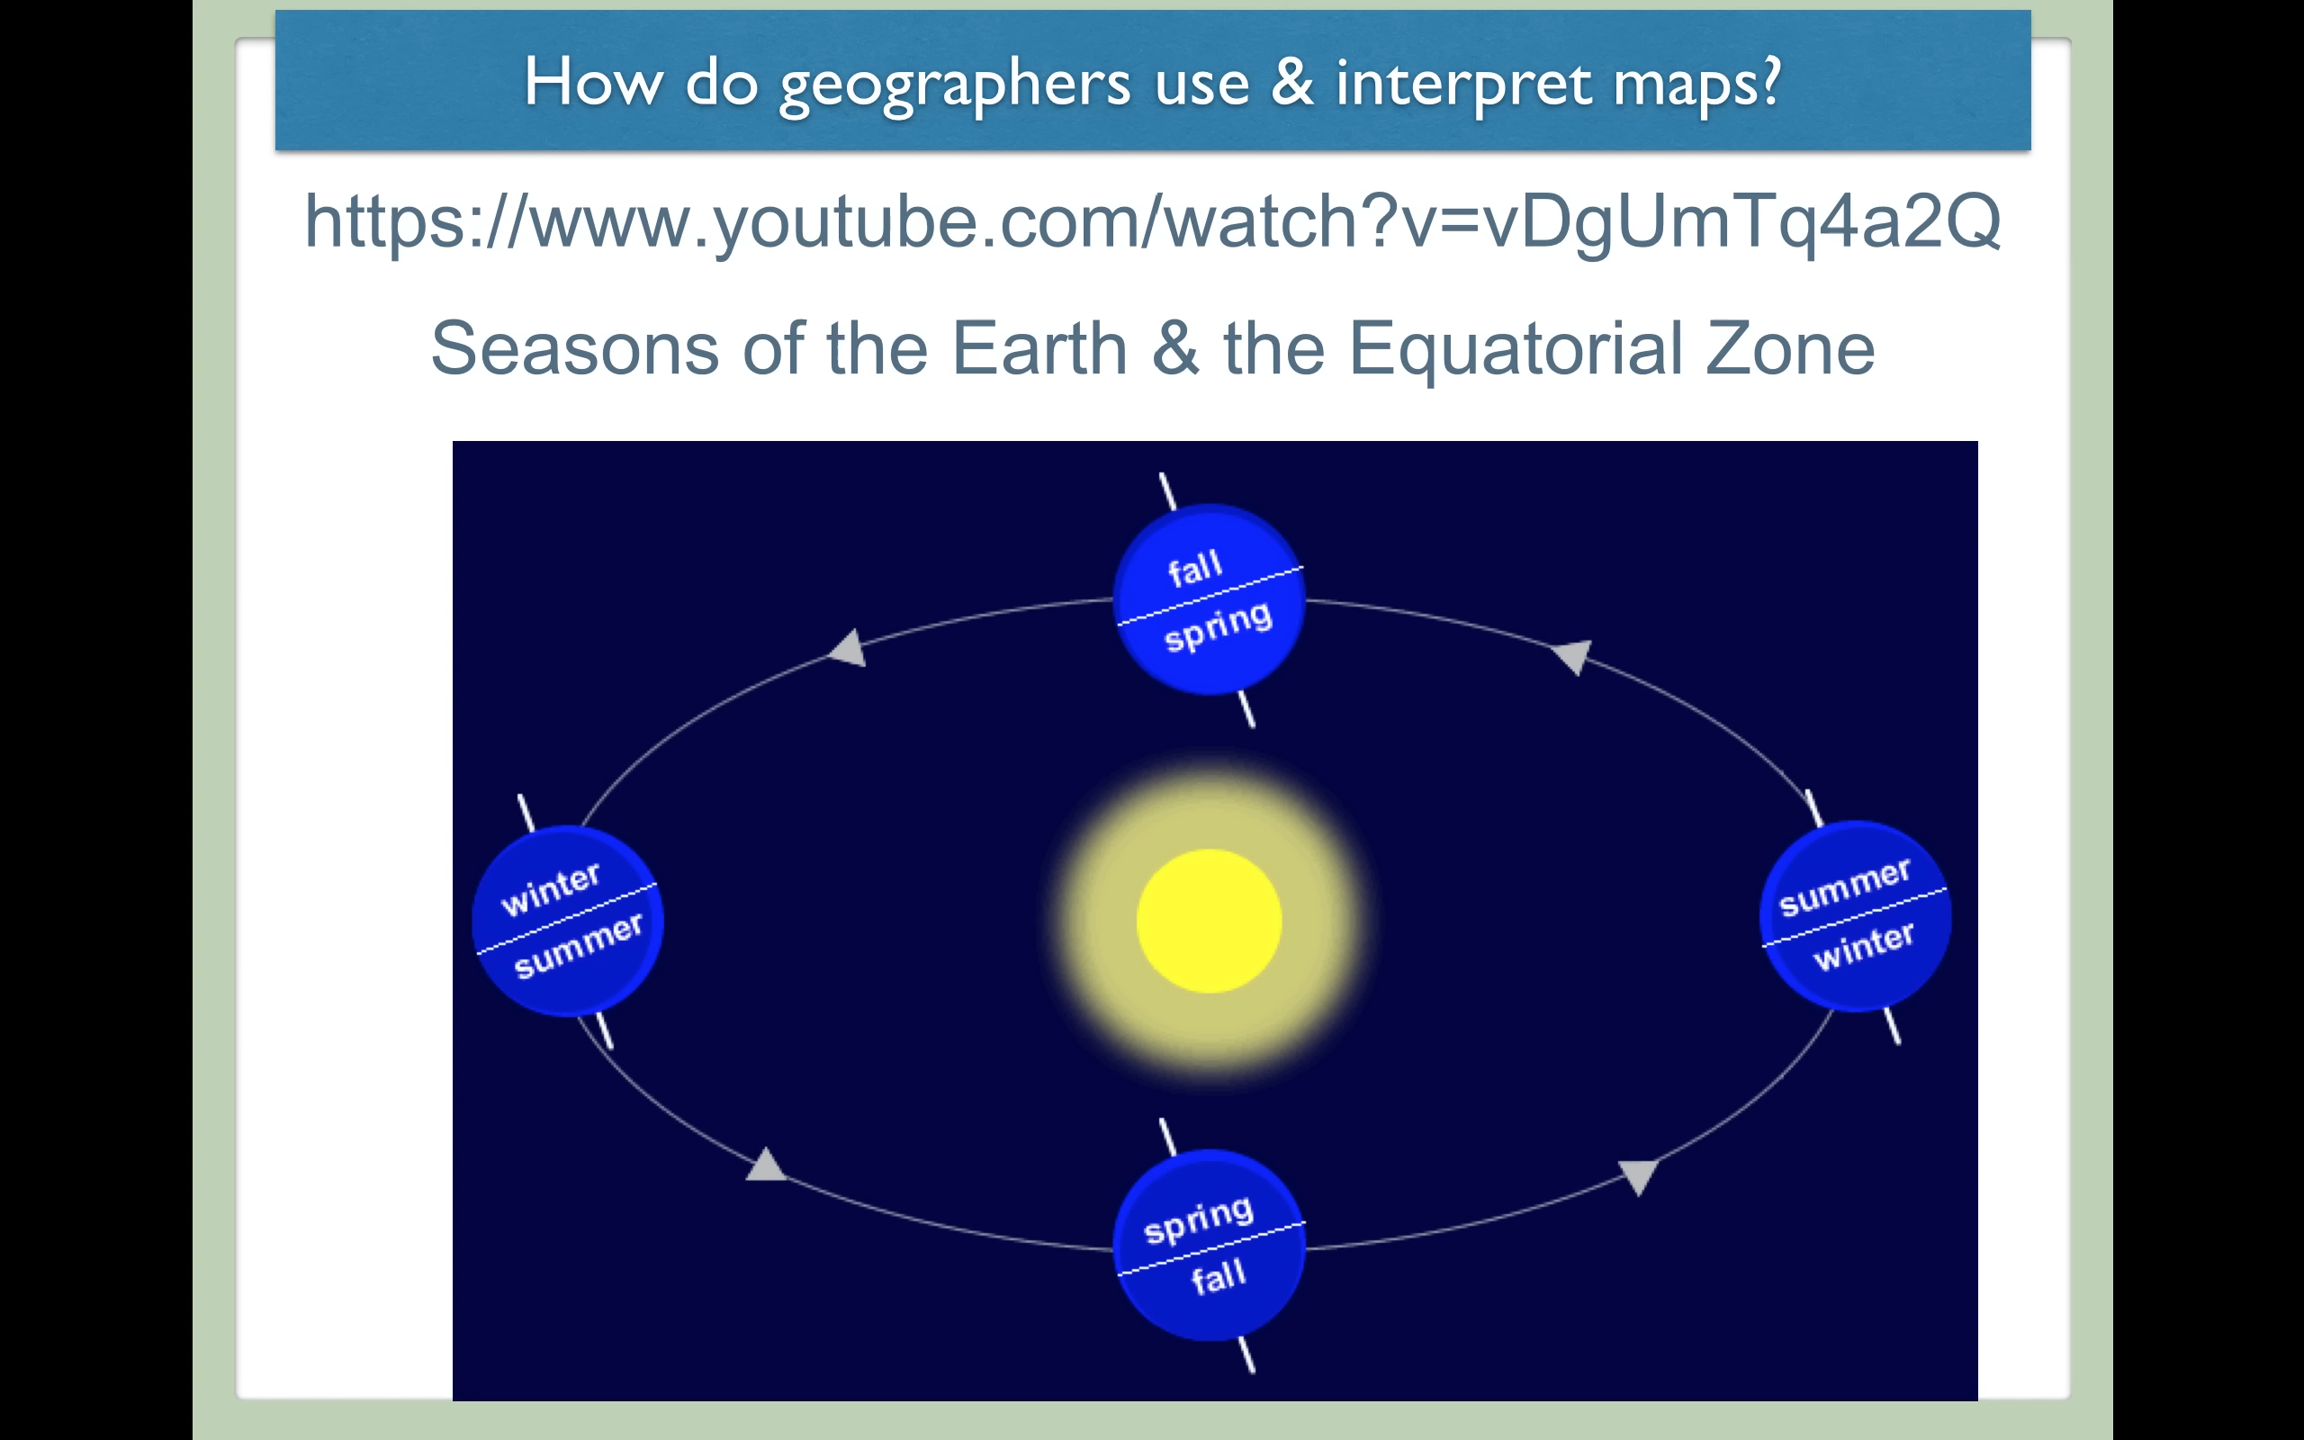 How do geographers use & interpret maps?
https://www.youtube.com/watch?v=vDgUmTq4a2Q
Seasons of the Earth & the Equatorial Zone
fall
spring
winter
summer
summer
winter
spring
fall